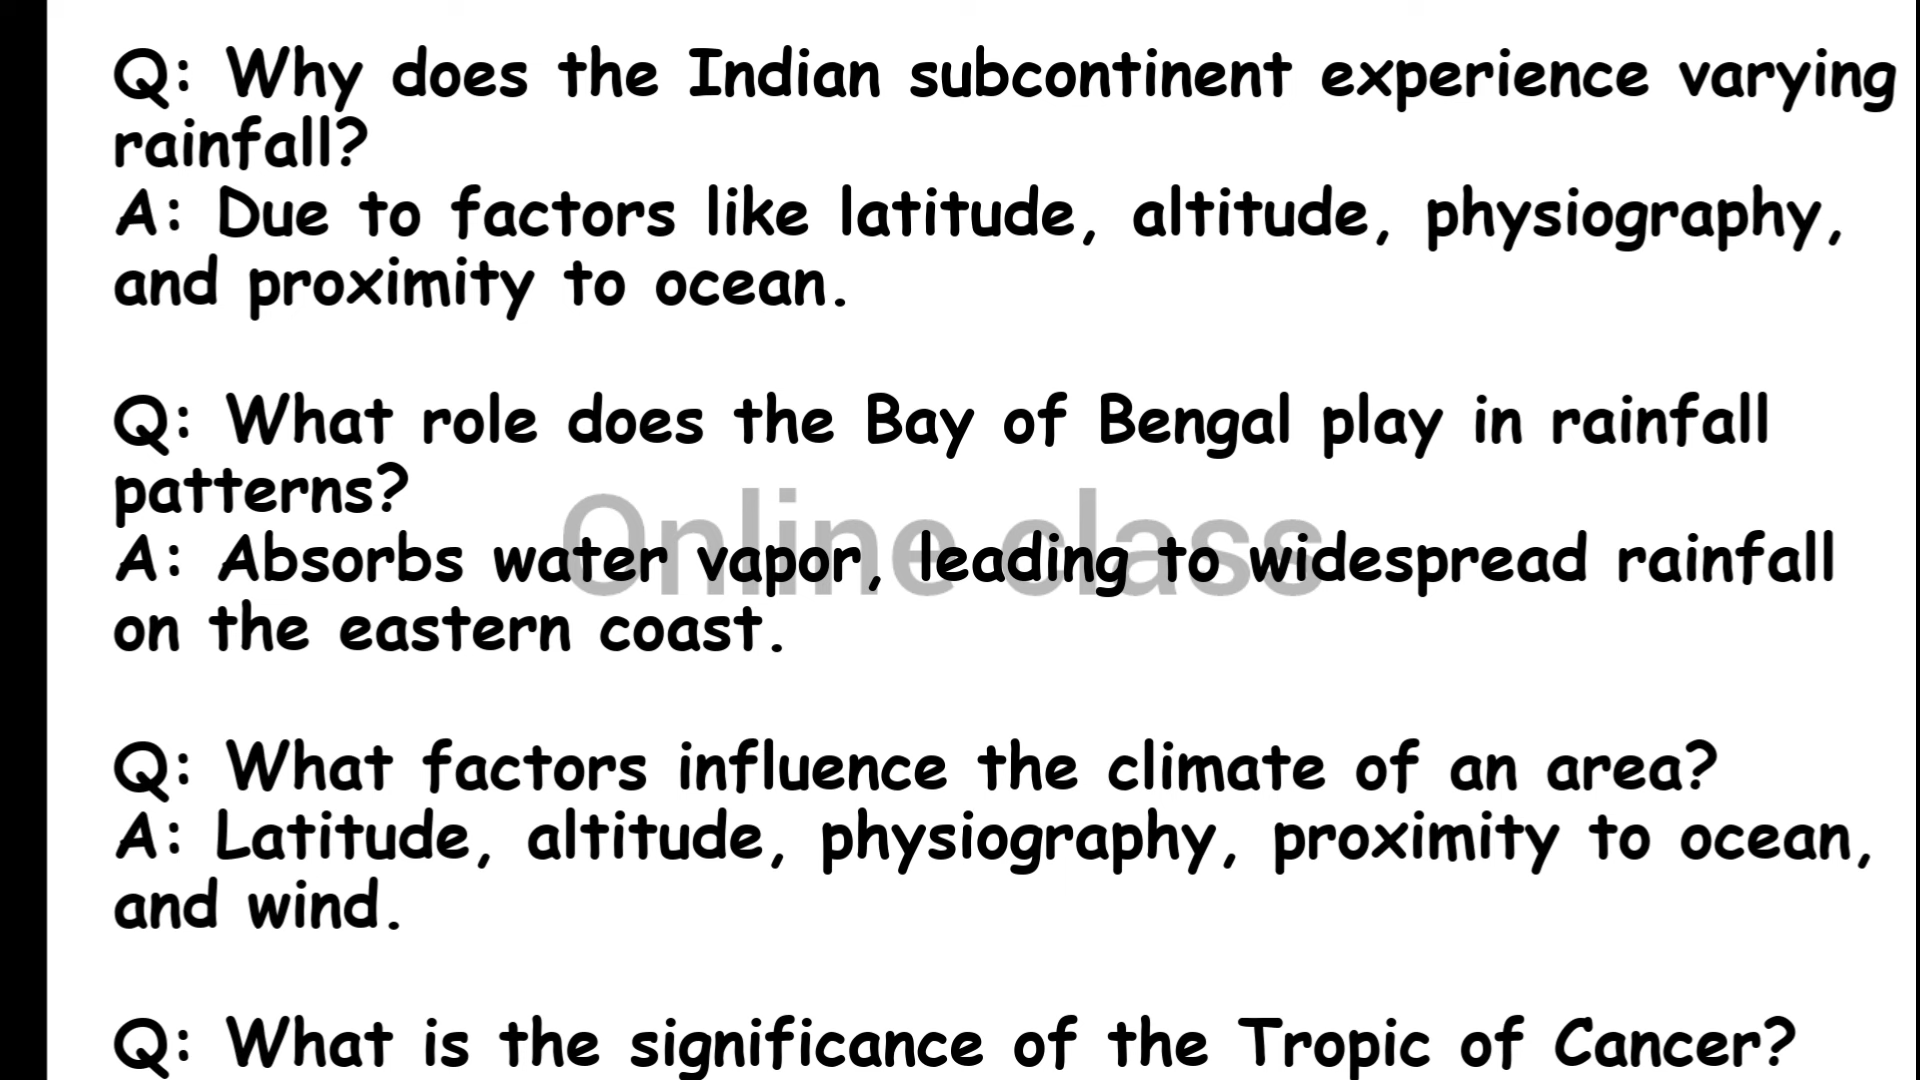 Q: Why does the Indian subcontinent experience varying
rainfall?
A: Due to factors like latitude, altitude, physiography,
and proximity to ocean.
Q: What role does the Bay of Bengal play in rainfall
patterns?
Online class
A: Absorbs water vapor, leading to widespread rainfall
on the eastern coast.
Q: What factors influence the climate of an area?
A: Latitude, altitude, physiography, proximity to ocean,
and wind.
Q: What is the significance of the Tropic of Cancer?